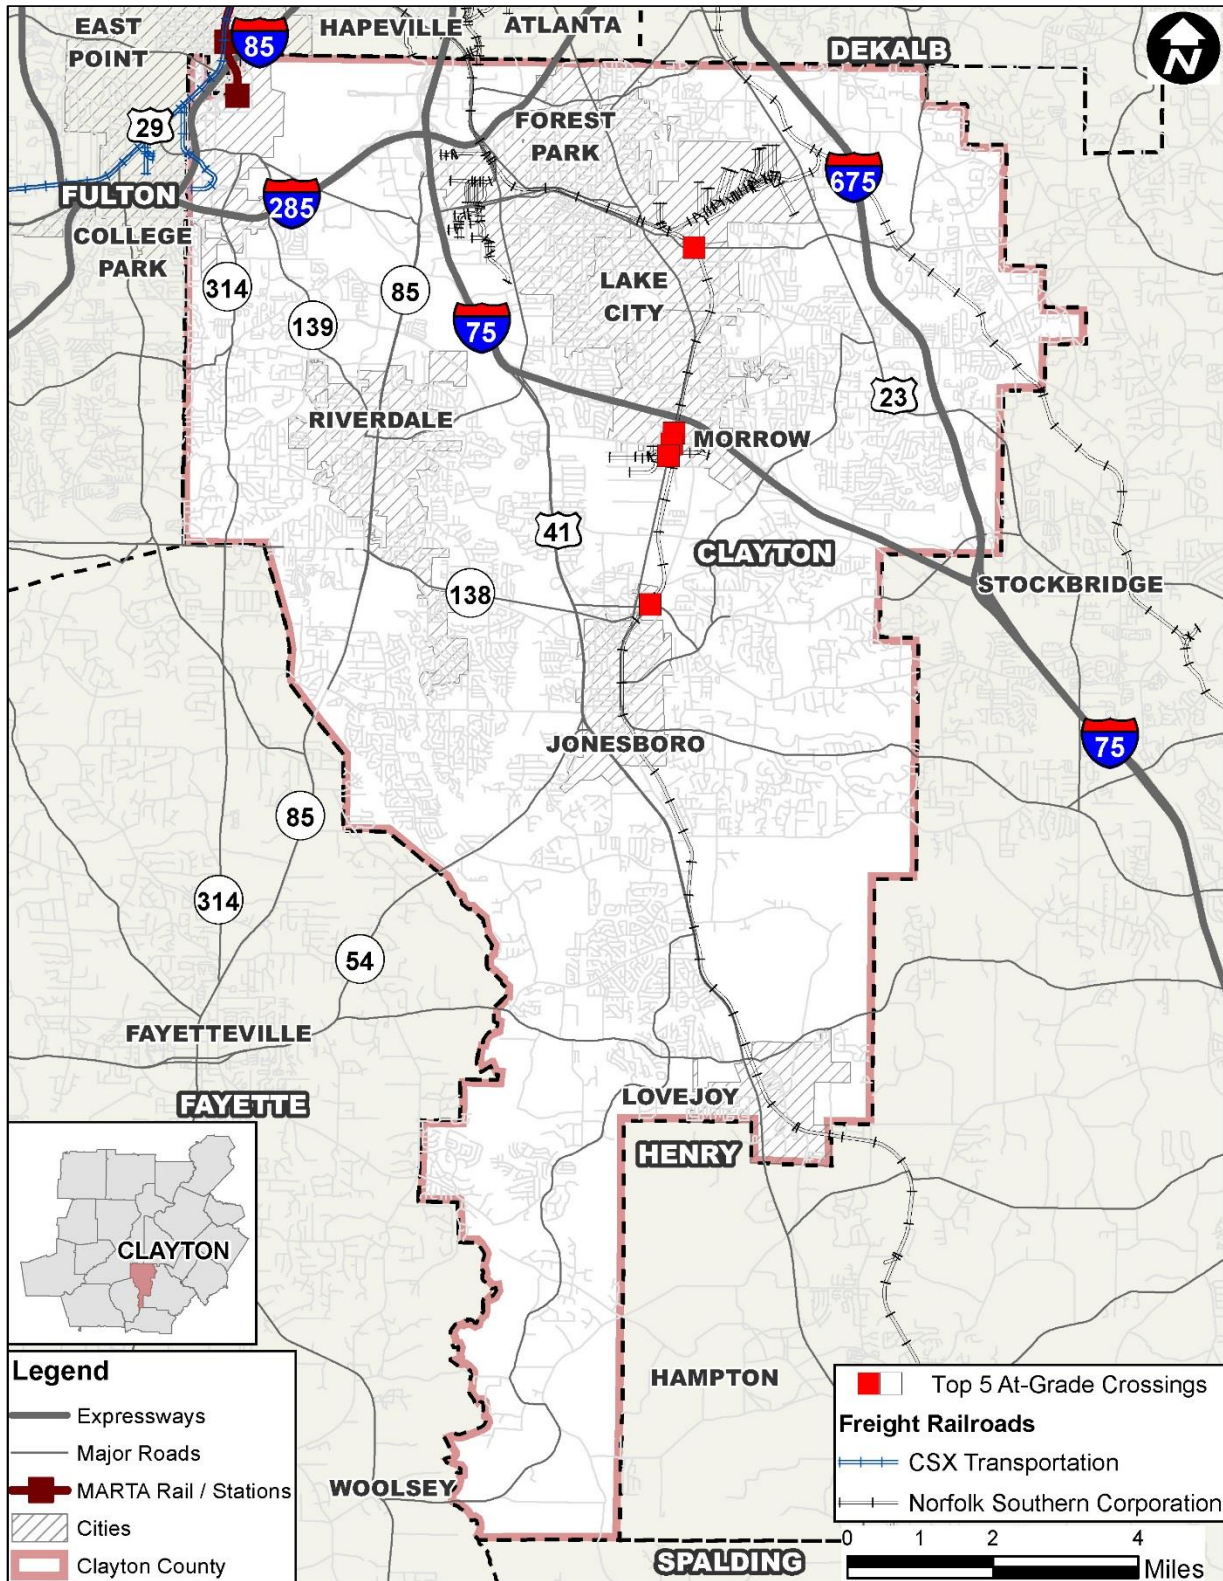 EAST
POINT
85
HAPEVILLE
ATLANTA
DEKALB
N
29
FOREST
PARK
FULTON
285
675
COLLEGE
PARK
314
139
85
LAKE
CITY
75
23
RIVERDALE
MORROW
41
CLAYTON
138
STOCKBRIDGE
JONESBORO
75
85
314
54
FAYETTEVILLE
FAYETTE
LOVEJOY
HENRY
CLAYTON
HAMPTON
WOOLSEY
SPALDING
Legend
Expressways
Major Roads
MARTA Rail / Stations
Cities
Clayton County
Top 5 At-Grade Crossings
Freight Railroads
CSX Transportation
Norfolk Southern Corporation
0 1 2 4
Miles